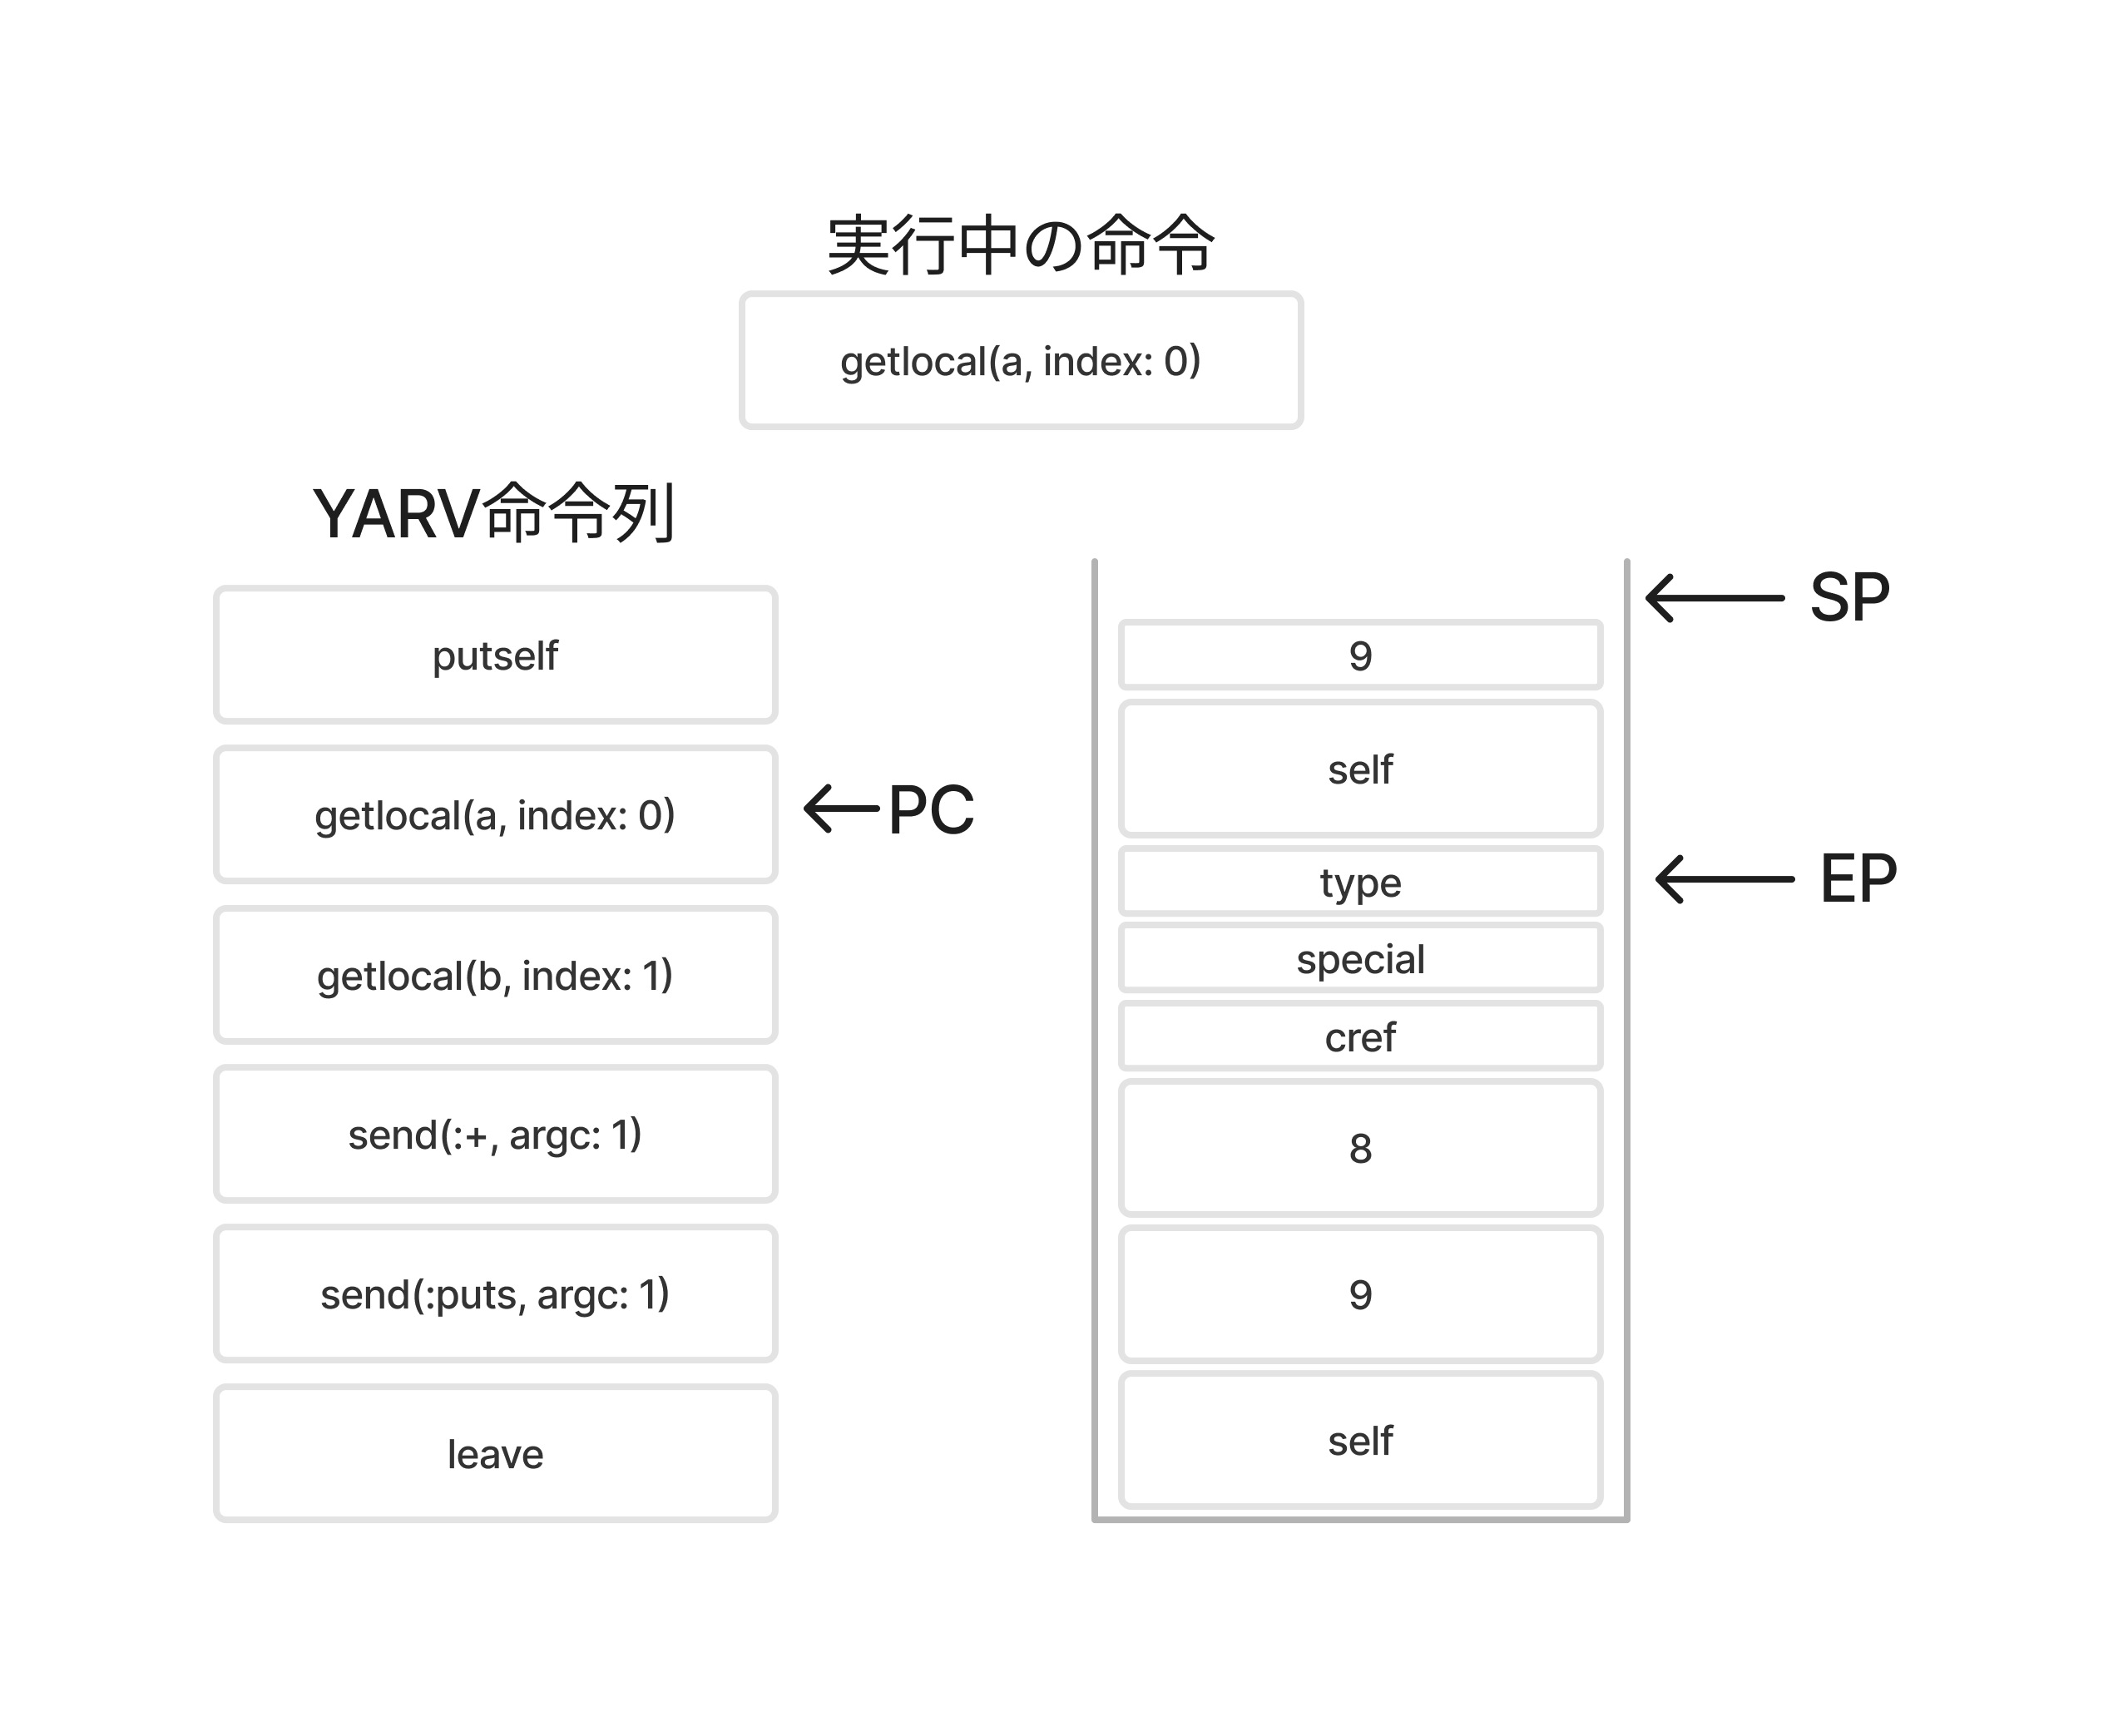 実行中の命令
getlocal(a, index: 0)
YARV命令列
putself
getlocal(a, index: 0)
PC
getlocal(b, index: 1)
send(:+, argc: 1)
send(:puts, argc: 1)
leave
SP
9
self
EP
type
special
cref
8
9
self